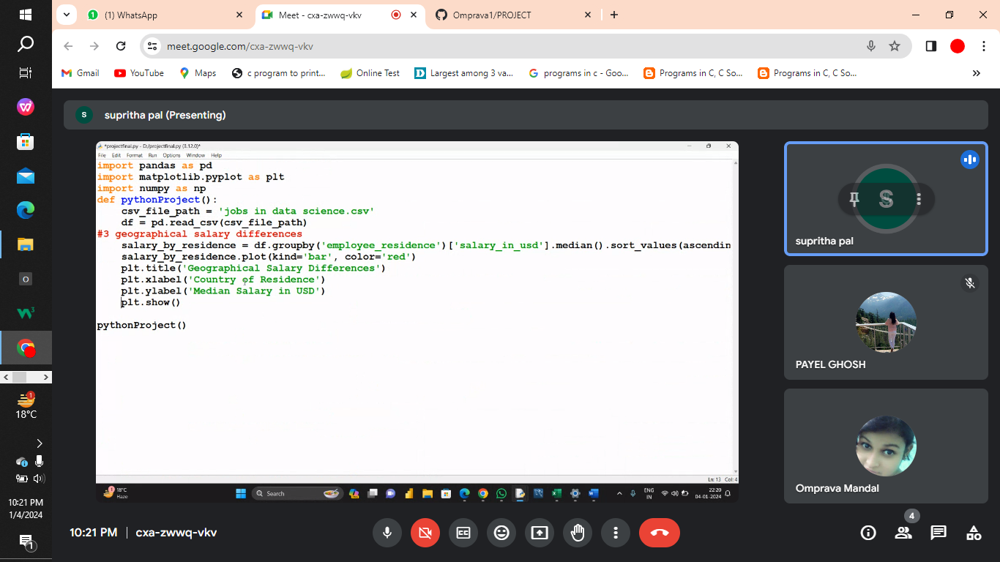 (1) WhatsApp
Meet - cxa-zwwq-vkv
Omprava1/PROJECT
meet.google.com/cxa-zwwq-vkv
Gmail
YouTube
Maps
c program to print...
Online Test
Largest among 3 va...
programs in c - Goo...
Programs in C, C So...
Programs in C, C So...
S
supritha pal (Presenting)
*projectfinal.py - D:/projectfinal.py (3.12.0)*
File Edit Format Run Options Window Help
import pandas as pd
import matplotlib.pyplot as plt
import numpy as np
def pythonProject():
    csv_file_path = 'jobs in data science.csv'
    df = pd.read_csv(csv_file_path)
#3 geographical salary differences
    salary_by_residence = df.groupby('employee_residence')['salary_in_usd'].median().sort_values(ascendin
    salary_by_residence.plot(kind='bar', color='red')
    plt.title('Geographical Salary Differences')
    plt.xlabel('Country of Residence')
    plt.ylabel('Median Salary in USD')
    plt.show()
pythonProject()
Ln: 13 Col: 4
18°C
Haze
Search
ENG
IN
22:20
04-01-2024
S
supritha pal
PAYEL GHOSH
Omprava Mandal
O
1
18°C
10:21 PM
1/4/2024
1
10:21 PM | cxa-zwwq-vkv
CC
4